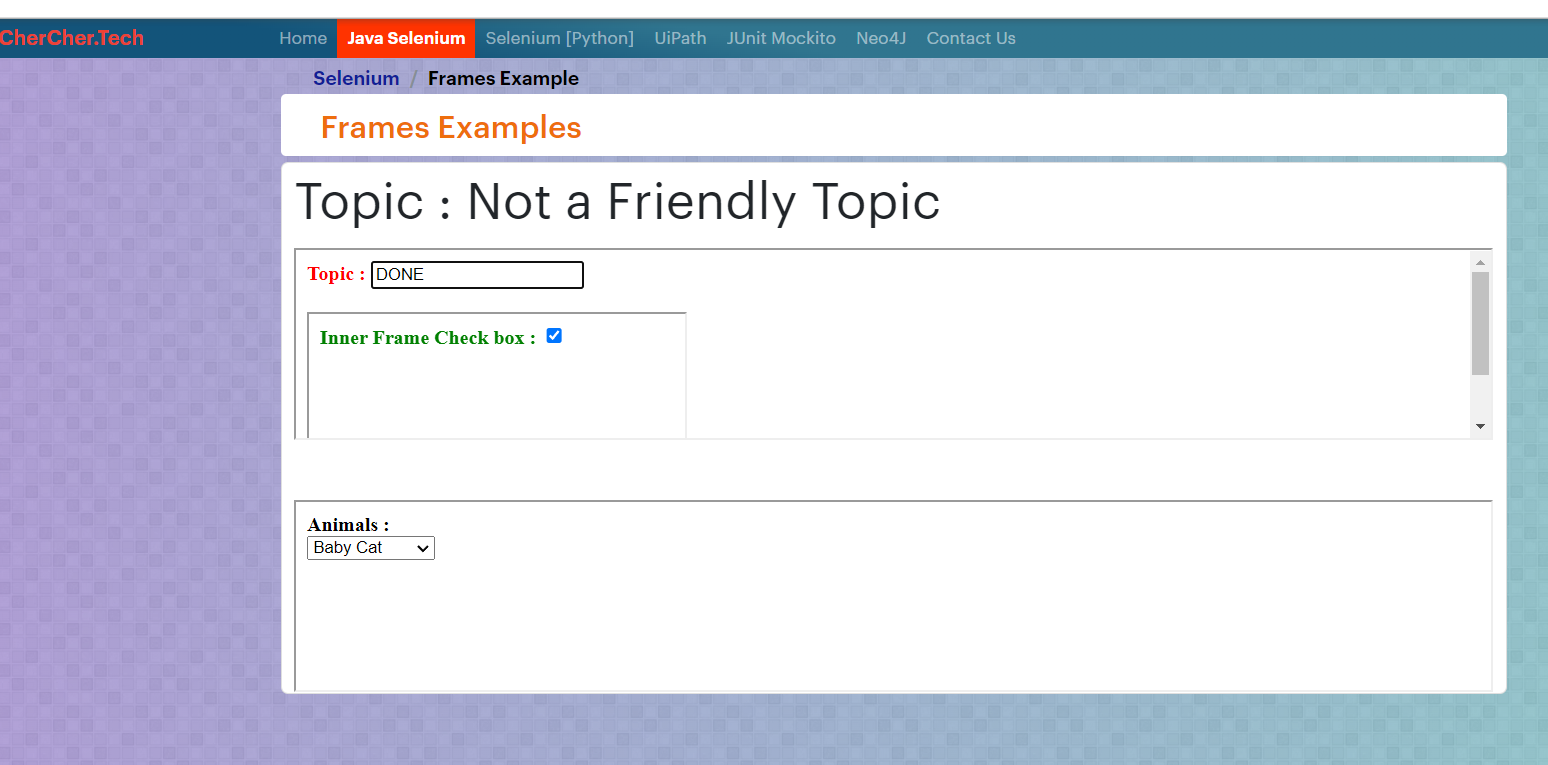 CherCher.Tech Home Java Selenium Selenium [Python] UiPath JUnit Mockito Neo4J Contact Us
Selenium / Frames Example
Frames Examples
Topic : Not a Friendly Topic
Topic : DONE
Inner Frame Check box :
Animals :
Baby Cat